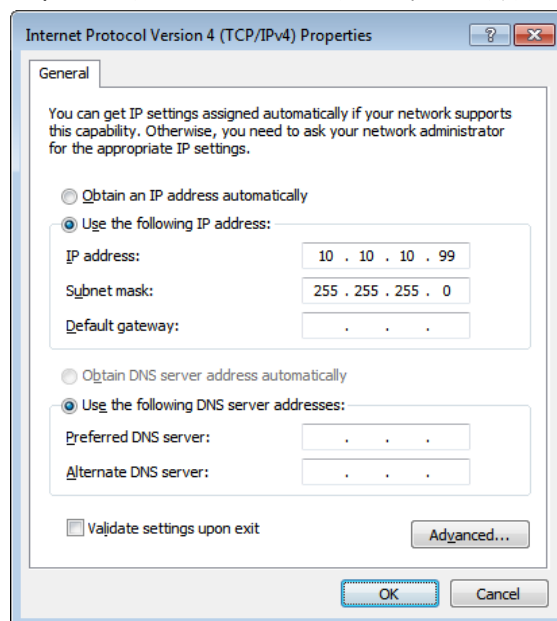 Internet Protocol Version 4 (TCP/IPv4) Properties
General
You can get IP settings assigned automatically if your network supports
this capability. Otherwise, you need to ask your network administrator
for the appropriate IP settings.
Obtain an IP address automatically
Use the following IP address:
IP address: 10 . 10 . 10 . 99
Subnet mask: 255 . 255 . 255 . 0
Default gateway: . . .
Obtain DNS server address automatically
Use the following DNS server addresses:
Preferred DNS server: . . .
Alternate DNS server: . . .
Validate settings upon exit
Advanced...
OK Cancel